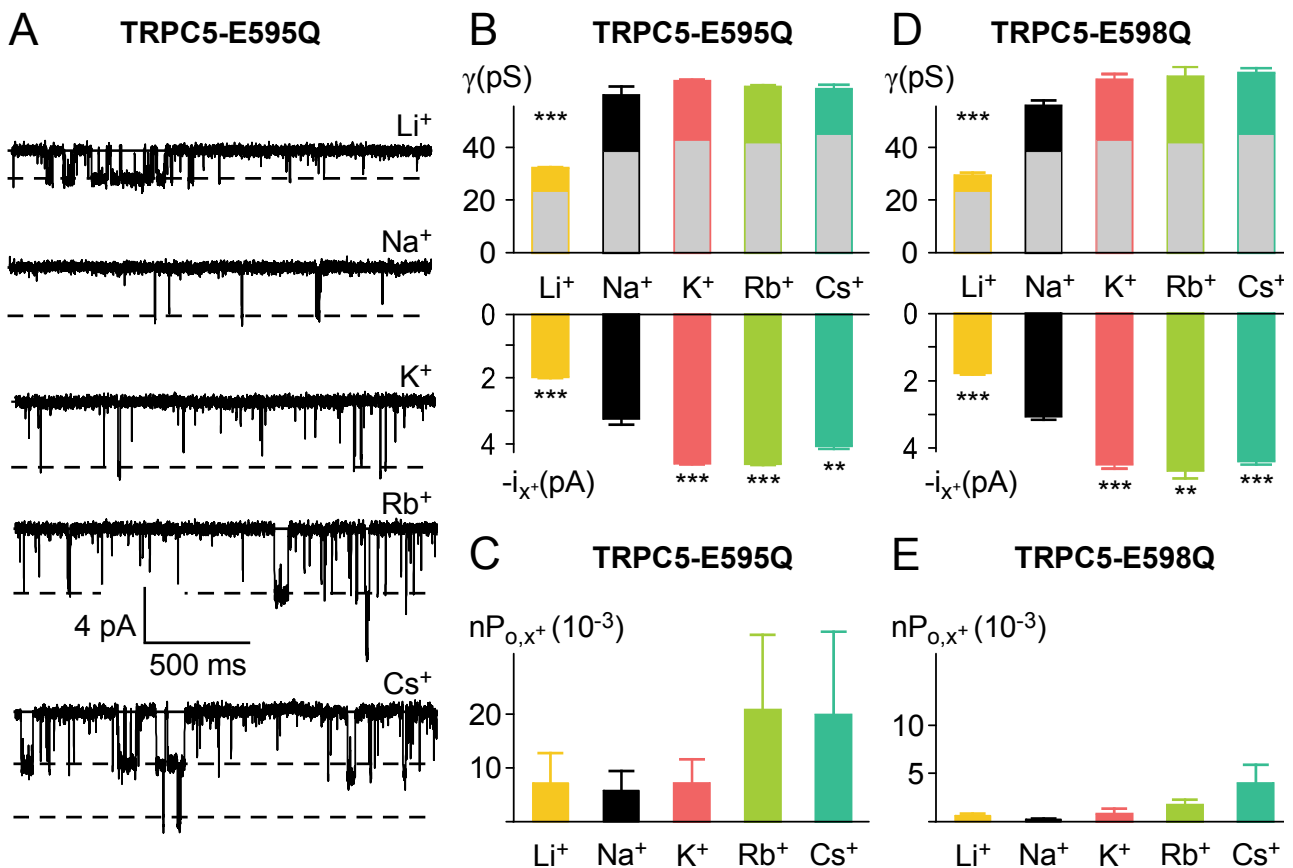 A
TRPC5-E595Q
Li⁺
Na⁺
K⁺
Rb⁺
4 pA
500 ms
Cs⁺
B
TRPC5-E595Q
γ(pS)
***
40
20
0
Li⁺ Na⁺ K⁺ Rb⁺ Cs⁺
0
2
4
*** *** *** **
-iₓ⁺(pA)
D
TRPC5-E598Q
γ(pS)
***
40
20
0
Li⁺ Na⁺ K⁺ Rb⁺ Cs⁺
0
2
4
*** *** ** ***
-iₓ⁺(pA)
C
TRPC5-E595Q
nPₒ,ₓ⁺ (10⁻³)
20
10
Li⁺ Na⁺ K⁺ Rb⁺ Cs⁺
E
TRPC5-E598Q
nPₒ,ₓ⁺ (10⁻³)
10
5
Li⁺ Na⁺ K⁺ Rb⁺ Cs⁺